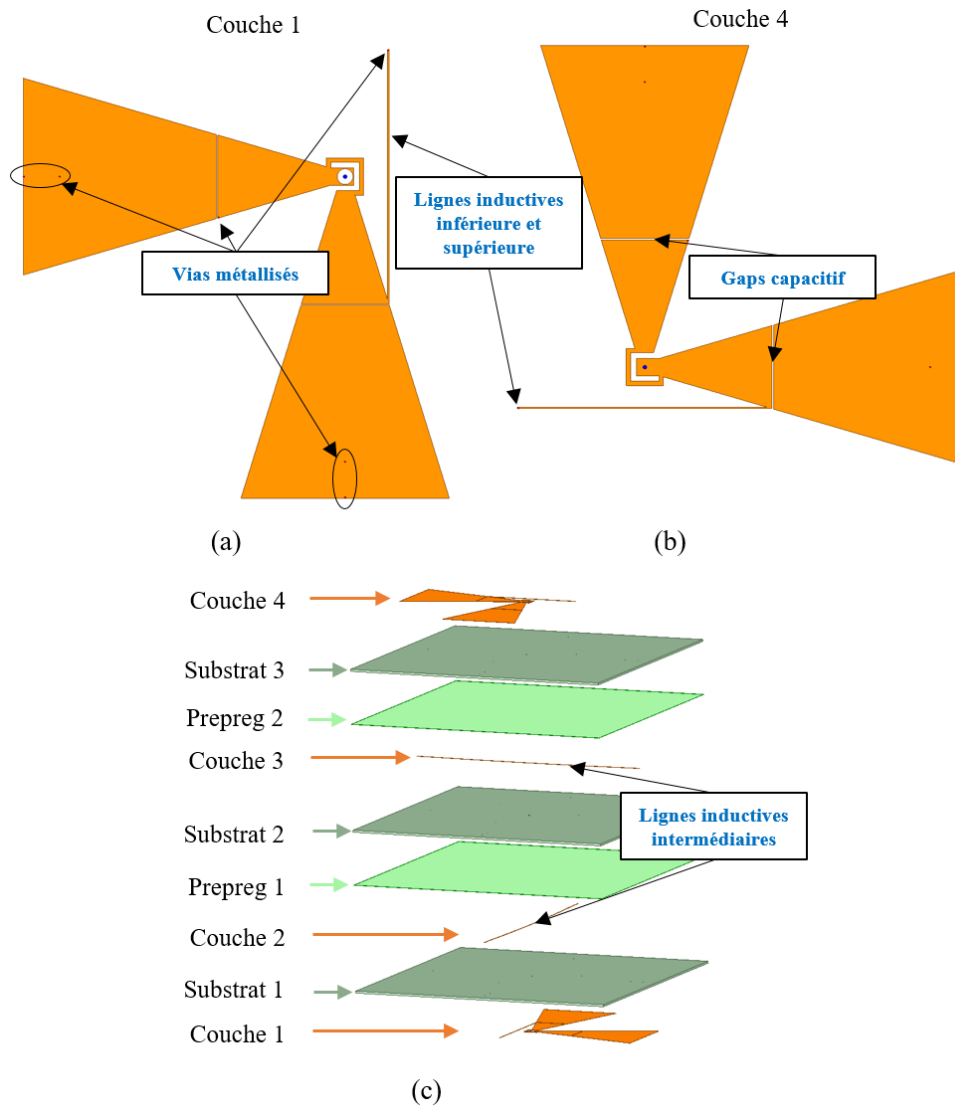 Couche 1
Couche 4
Lignes inductives
inférieure et
supérieure
Vias métallisés
Gaps capacitif
(a)
(b)
Couche 4
Substrat 3
Prepreg 2
Couche 3
Lignes inductives
intermédiaires
Substrat 2
Prepreg 1
Couche 2
Substrat 1
Couche 1
(c)